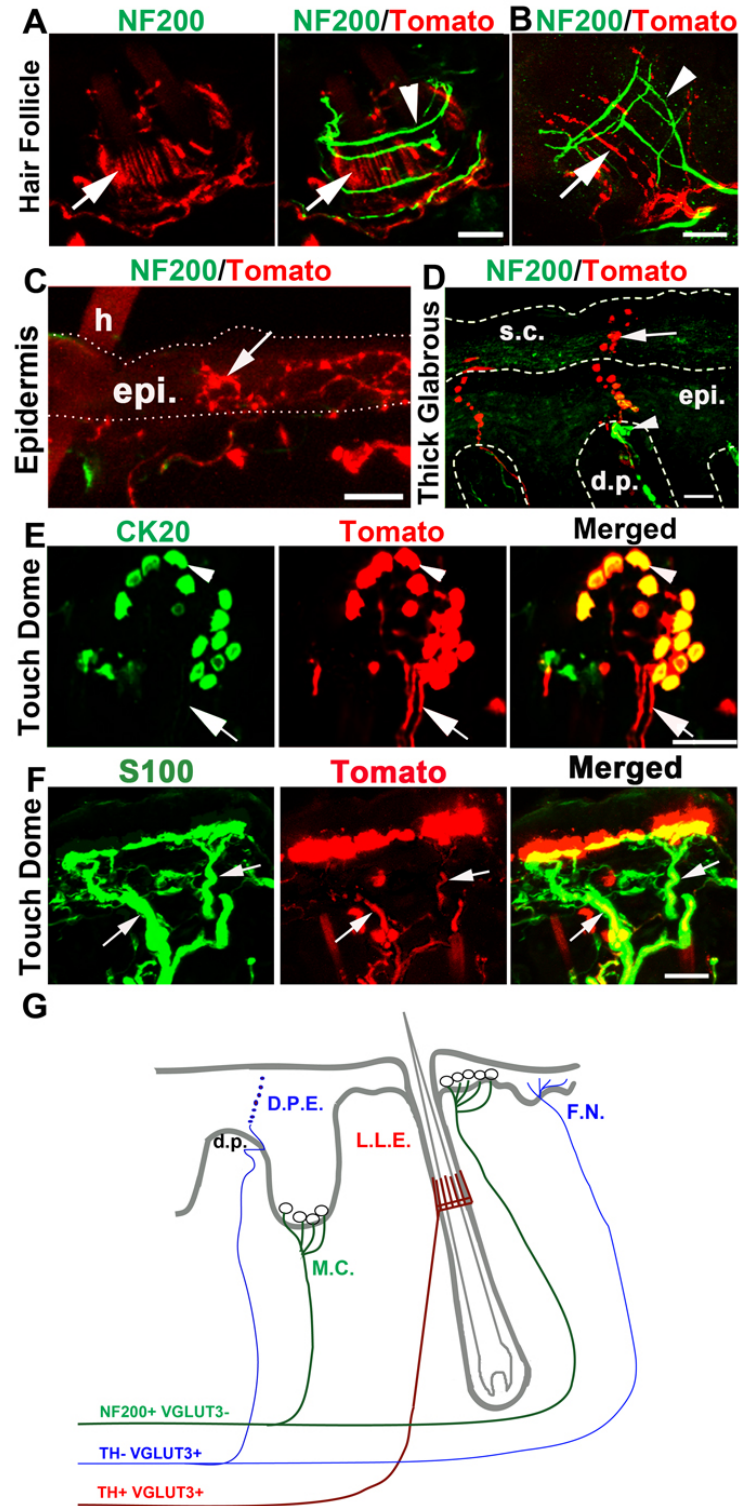 A NF200 NF200/Tomato B NF200/Tomato
Hair Follicle
C NF200/Tomato D NF200/Tomato
Epidermis
h
epi.
Thick Glabrous
s.c.
epi.
d.p.
E CK20 Tomato Merged
Touch Dome
F S100 Tomato Merged
Touch Dome
G
D.P.E.
d.p.
L.L.E.
F.N.
M.C.
NF200+ VGLUT3-
TH- VGLUT3+
TH+ VGLUT3+